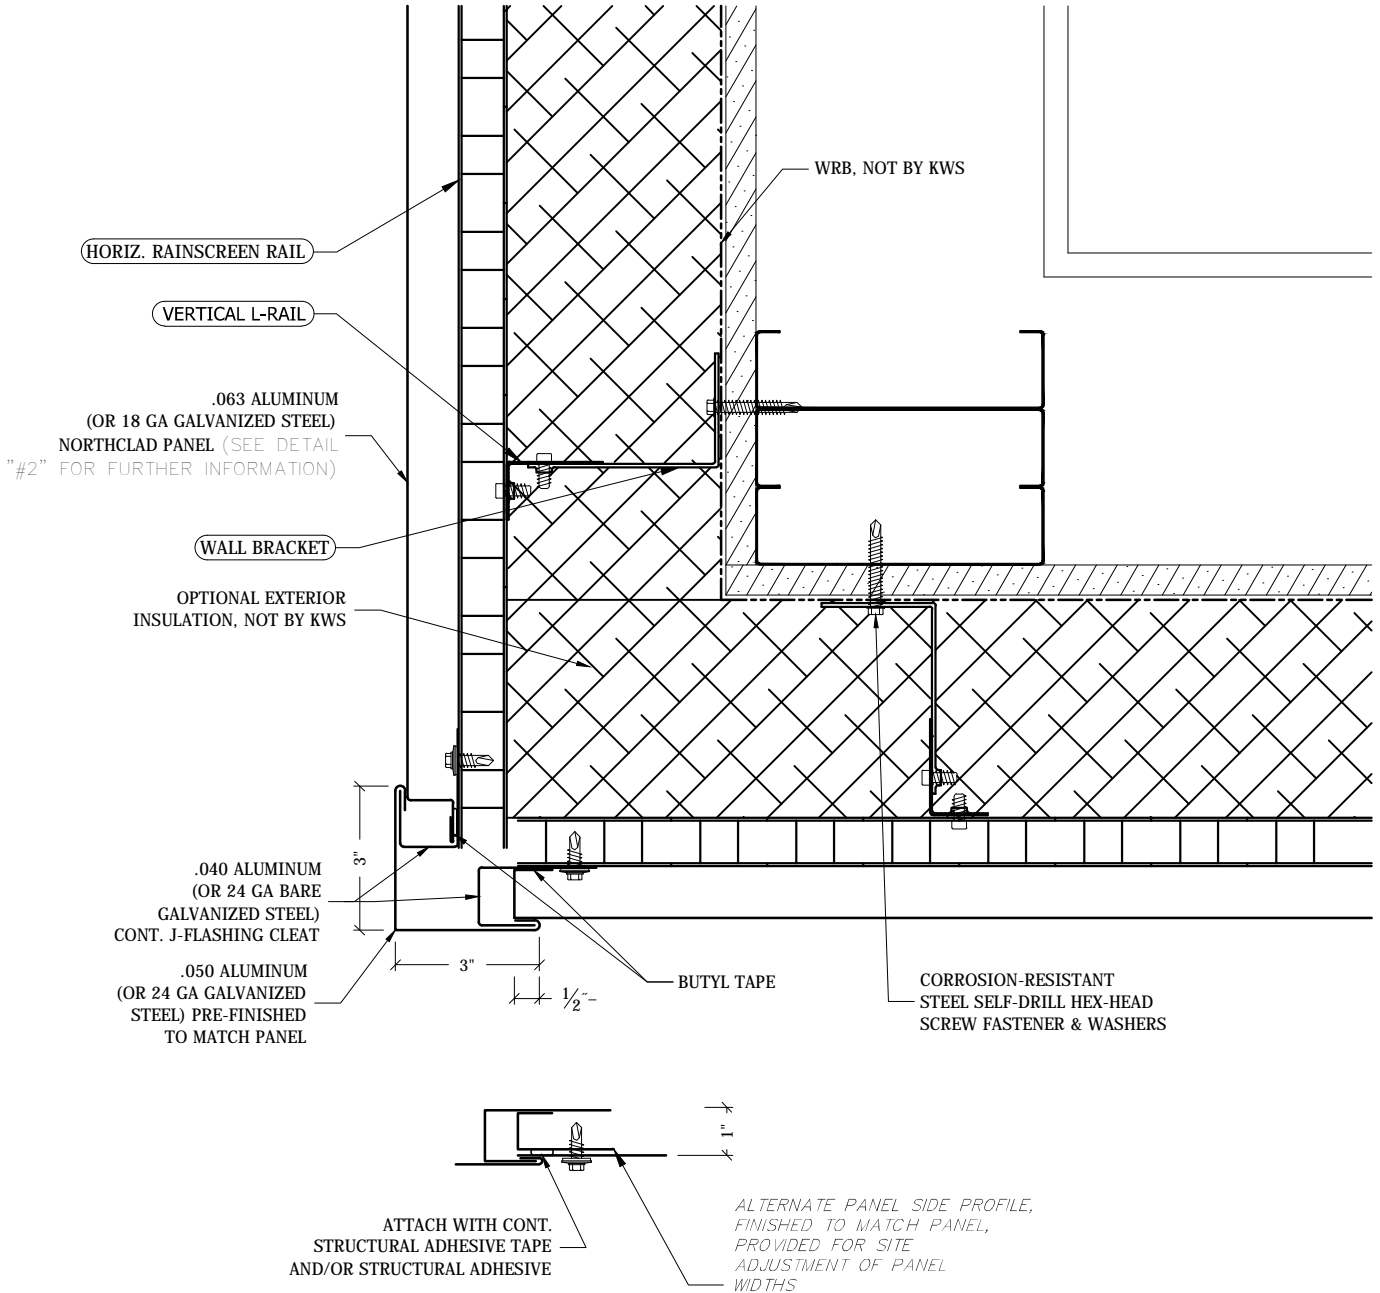 WRB, NOT BY KWS
HORIZ. RAINSCREEN RAIL
VERTICAL L-RAIL
.063 ALUMINUM
(OR 18 GA GALVANIZED STEEL)
NORTHCLAD PANEL (SEE DETAIL
"#2" FOR FURTHER INFORMATION)
WALL BRACKET
OPTIONAL EXTERIOR
INSULATION, NOT BY KWS
3"
.040 ALUMINUM
(OR 24 GA BARE
GALVANIZED STEEL)
CONT. J-FLASHING CLEAT
3"
.050 ALUMINUM
(OR 24 GA GALVANIZED
STEEL) PRE-FINISHED
TO MATCH PANEL
1/2"
BUTYL TAPE
CORROSION-RESISTANT
STEEL SELF-DRILL HEX-HEAD
SCREW FASTENER & WASHERS
1"
ATTACH WITH CONT.
STRUCTURAL ADHESIVE TAPE
AND/OR STRUCTURAL ADHESIVE
ALTERNATE PANEL SIDE PROFILE,
FINISHED TO MATCH PANEL,
PROVIDED FOR SITE
ADJUSTMENT OF PANEL
WIDTHS